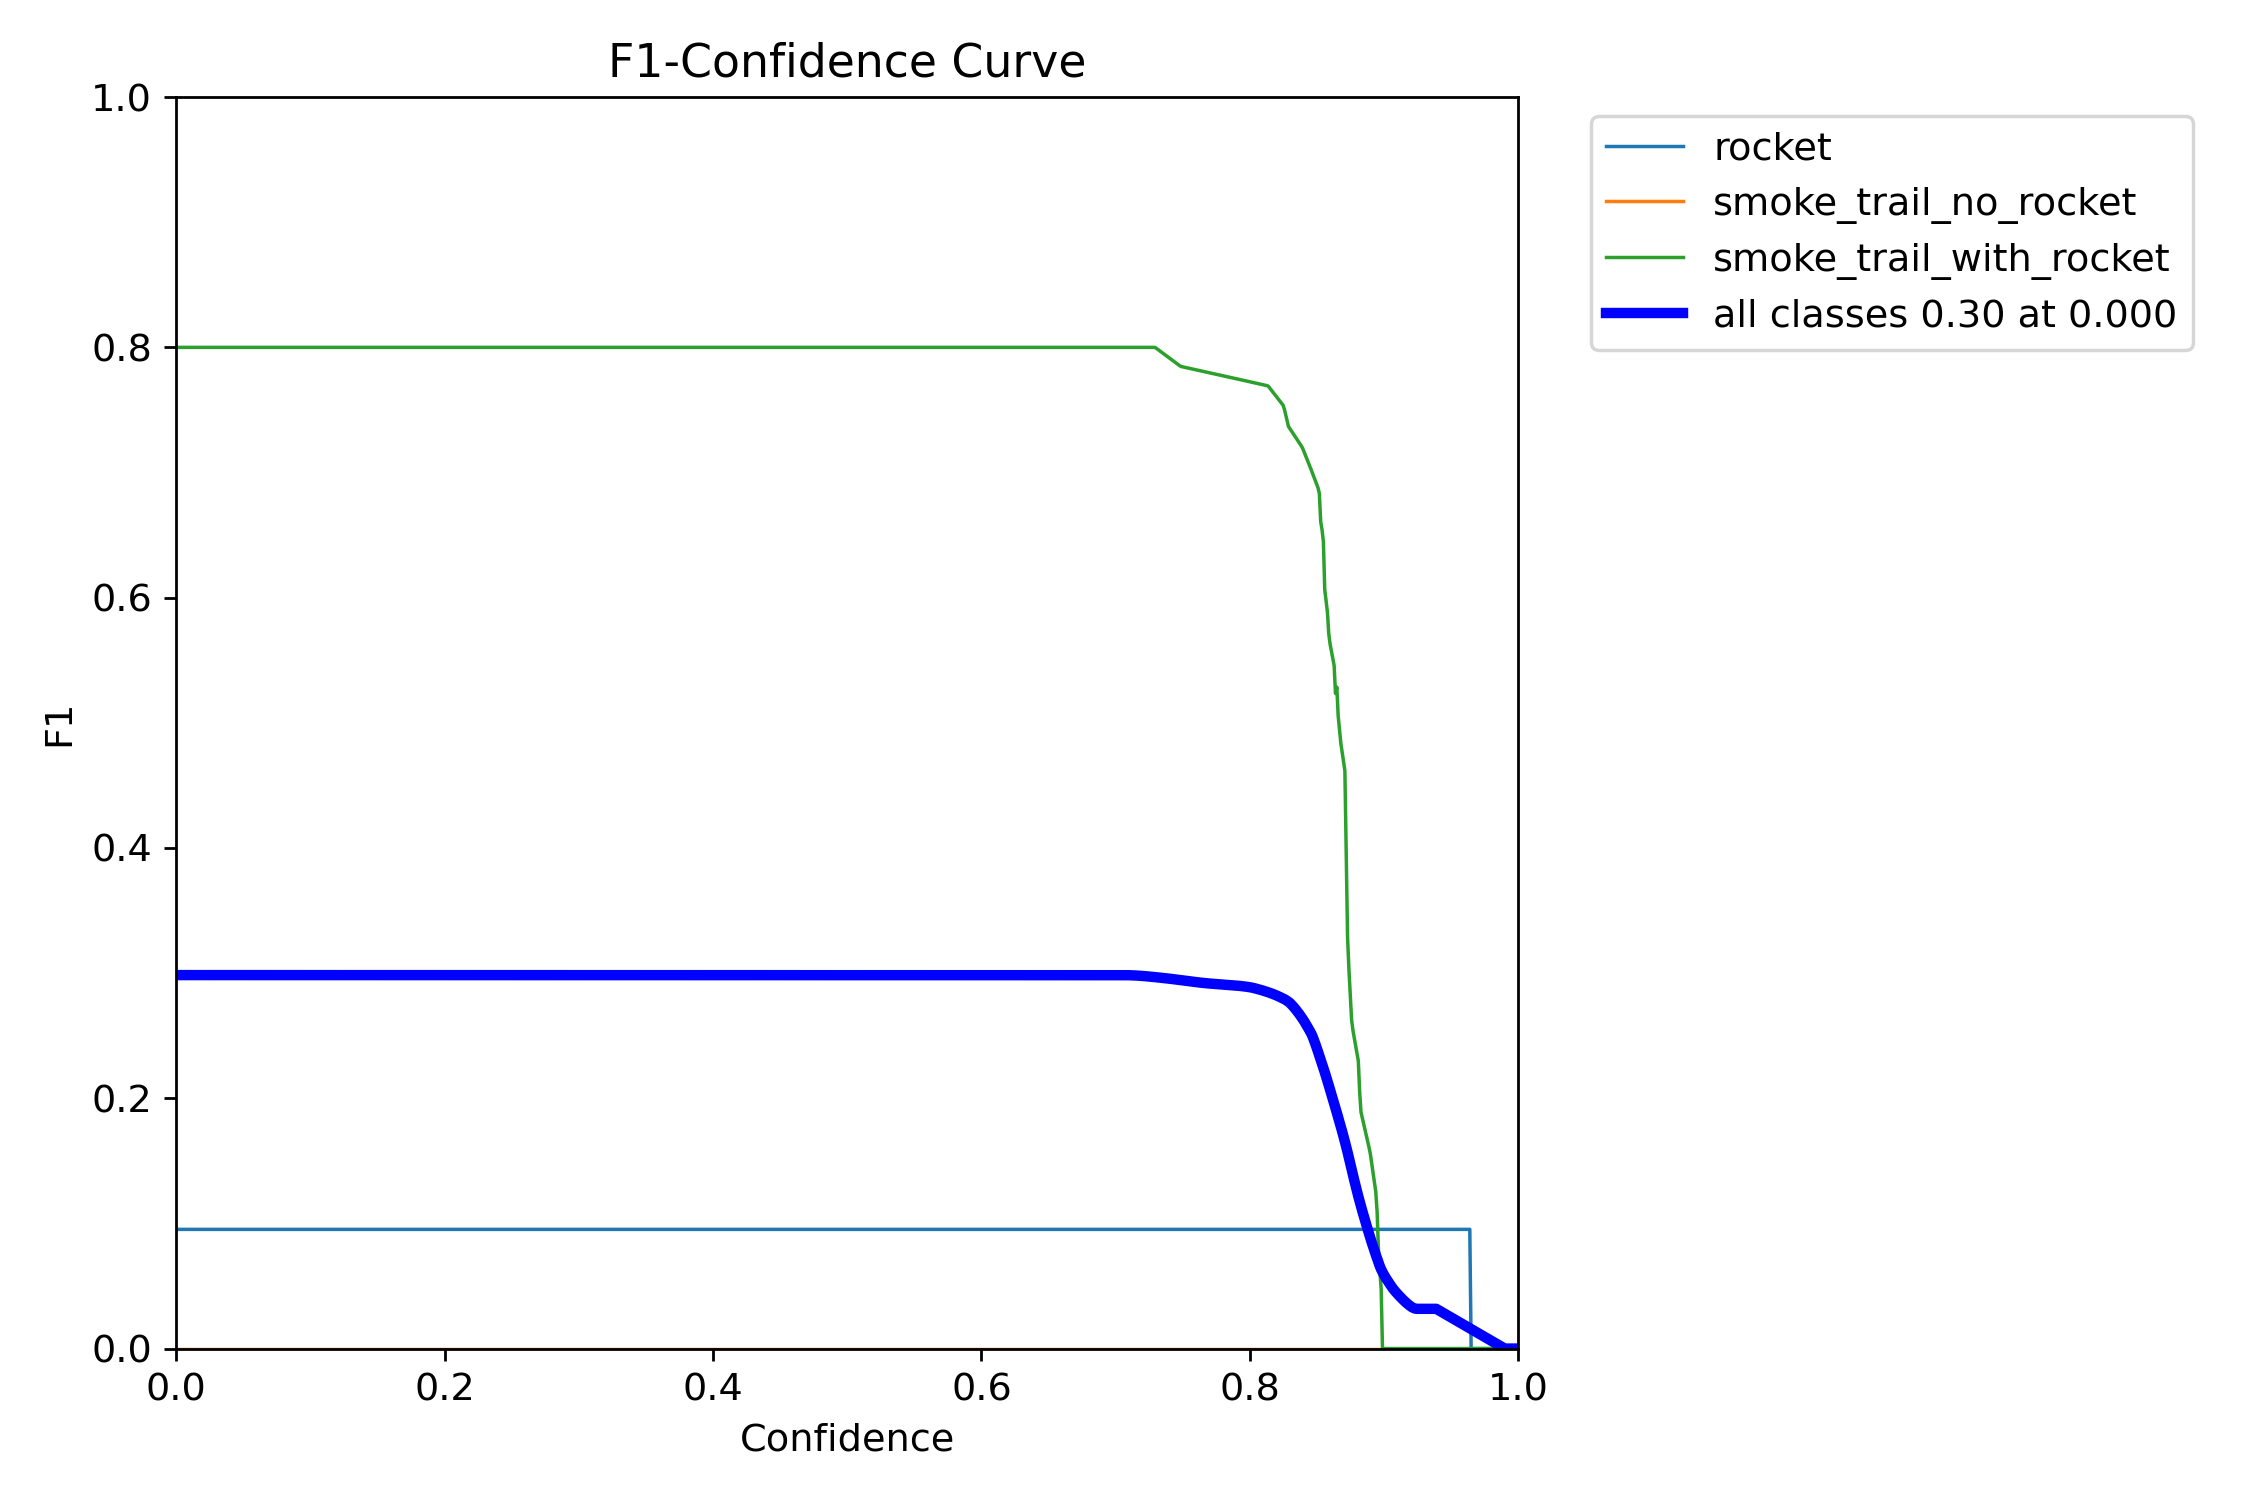 F1-Confidence Curve
1.0
0.8
0.6
0.4
0.2
0.0
F1
0.0 0.2 0.4 0.6 0.8 1.0
Confidence
rocket
smoke_trail_no_rocket
smoke_trail_with_rocket
all classes 0.30 at 0.000